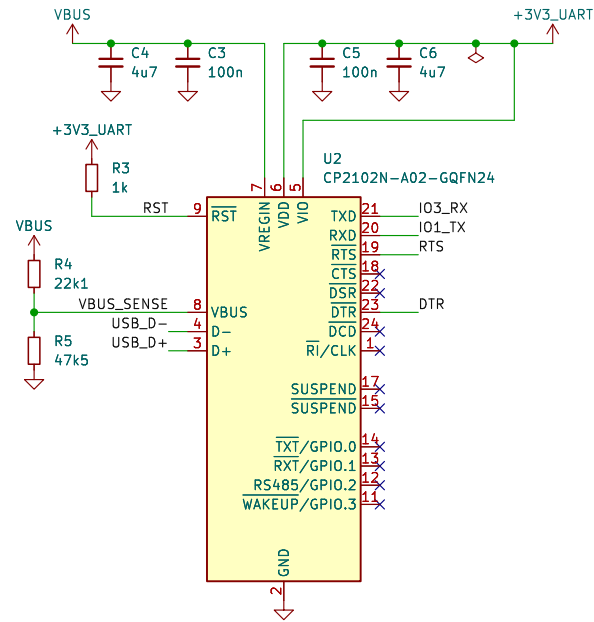 VBUS
+3V3_UART
C4
4u7
C3
100n
C5
100n
C6
4u7
+3V3_UART
R3
1k
U2
CP2102N-A02-GQFN24
7
6
5
VREGIN
VDD
VIO
RST
9
RST
TXD
21
IO3_RX
RXD
20
IO1_TX
RTS
19
RTS
CTS
18
DSR
22
DTR
23
DTR
DCD
24
RI/CLK
1
VBUS
R4
22k1
VBUS_SENSE
8
VBUS
USB_D-
4
D-
USB_D+
3
D+
R5
47k5
SUSPEND
17
SUSPEND
15
TXT/GPIO.0
14
RXT/GPIO.1
13
RS485/GPIO.2
12
WAKEUP/GPIO.3
11
GND
2